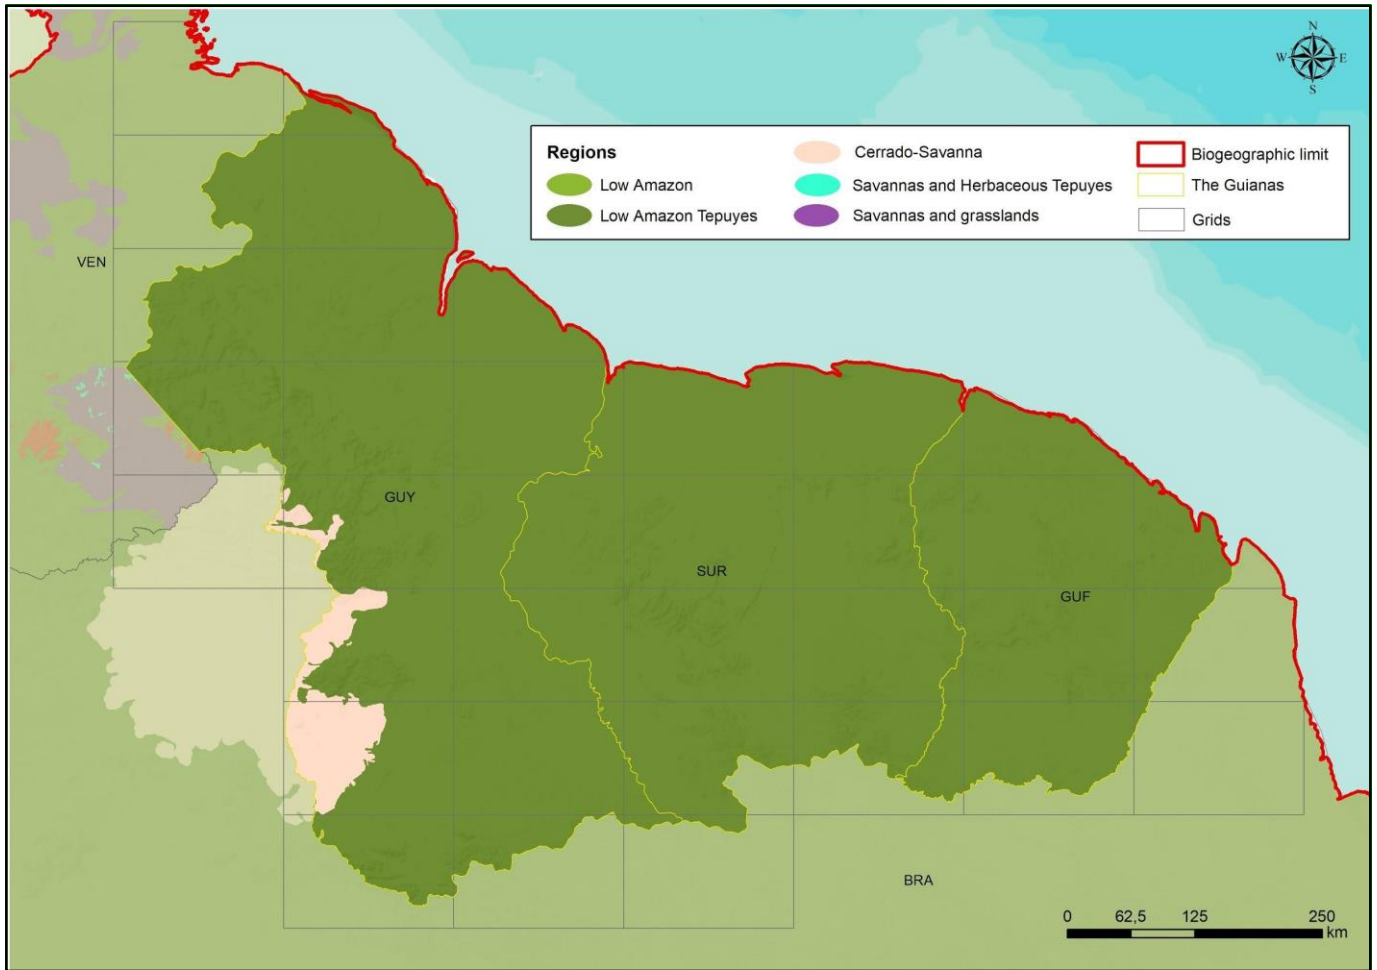 N
W E
S
Regions
Low Amazon
Low Amazon Tepuyes
Cerrado-Savanna
Savannas and Herbaceous Tepuyes
Savannas and grasslands
Biogeographic limit
The Guianas
Grids
VEN
GUY
SUR
GUF
BRA
0 62,5 125 250
km